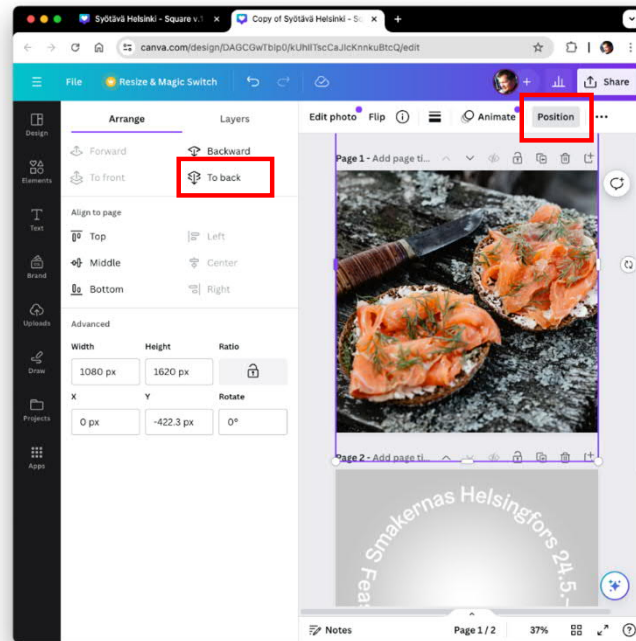 Syötävä Helsinki - Square v.1
Copy of Syötävä Helsinki - Sc
canva.com/design/DAGCGwTbip0/kUhIlTscCaJIcKnnkuBtcQ/edit
File
Resize & Magic Switch
Share
Design
Elements
Text
Brand
Uploads
Draw
Projects
Apps
Arrange
Layers
Forward
Backward
To front
To back
Align to page
Top
Left
Middle
Center
Bottom
Right
Advanced
Width
Height
Ratio
1080 px
1620 px
X
Y
Rotate
0 px
-422.3 px
0°
Edit photo
Flip
Animate
Position
Page 1 - Add page ti...
Page 2 - Add page ti...
Smakernas Helsingfors 24.5.–
Feas
Notes
Page 1 / 2
37%